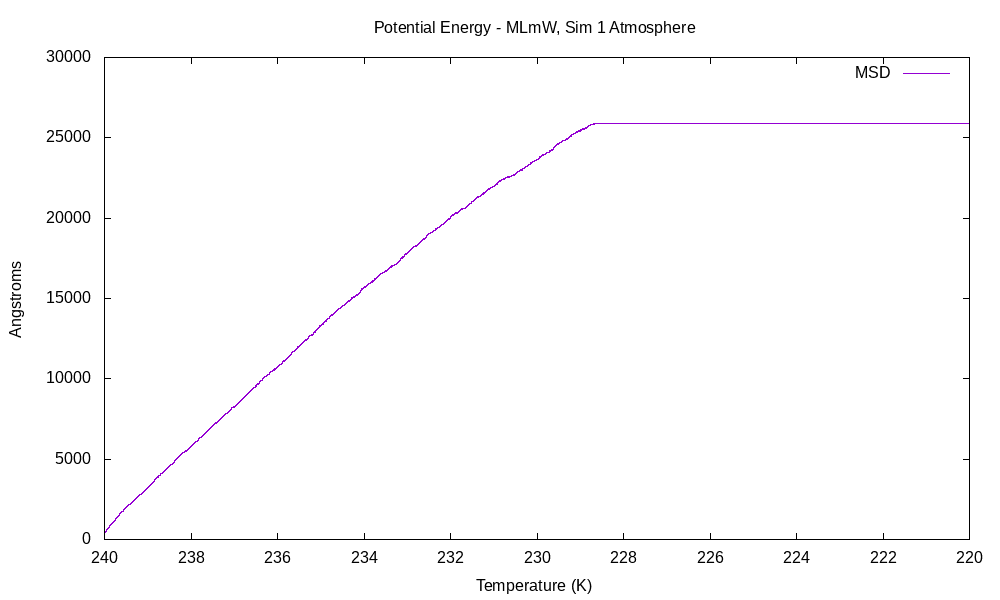 Potential Energy - MLmW, Sim 1 Atmosphere
MSD
30000
25000
20000
15000
10000
5000
0
Angstroms
240 238 236 234 232 230 228 226 224 222 220
Temperature (K)